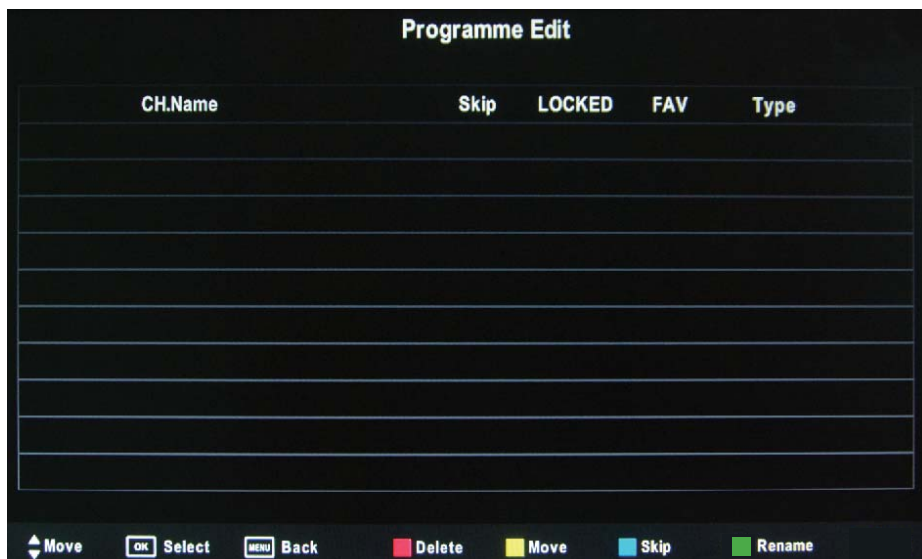 Programme Edit
CH.Name Skip LOCKED FAV Type
Move OK Select MENU Back Delete Move Skip Rename